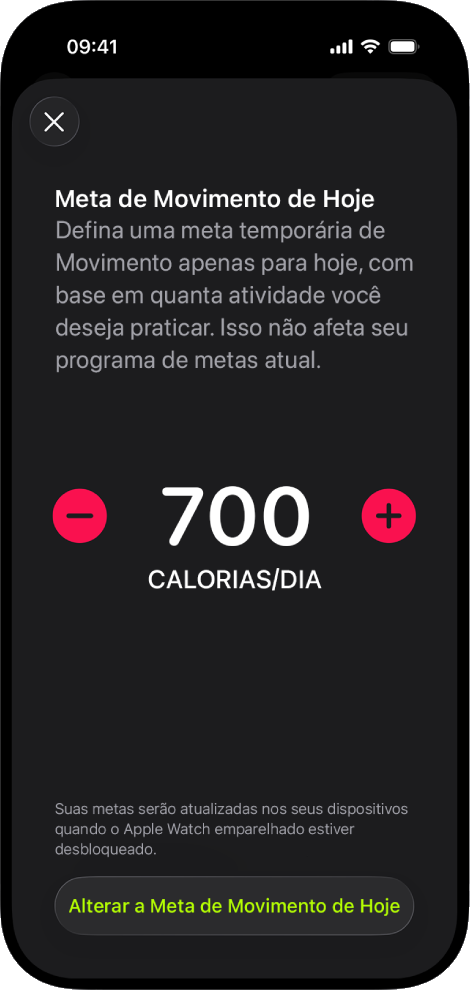 09:41
Meta de Movimento de Hoje
Defina uma meta temporária de
Movimento apenas para hoje, com
base em quanta atividade você
deseja praticar. Isso não afeta seu
programa de metas atual.
700
CALORIAS/DIA
Suas metas serão atualizadas nos seus dispositivos
quando o Apple Watch emparelhado estiver
desbloqueado.
Alterar a Meta de Movimento de Hoje